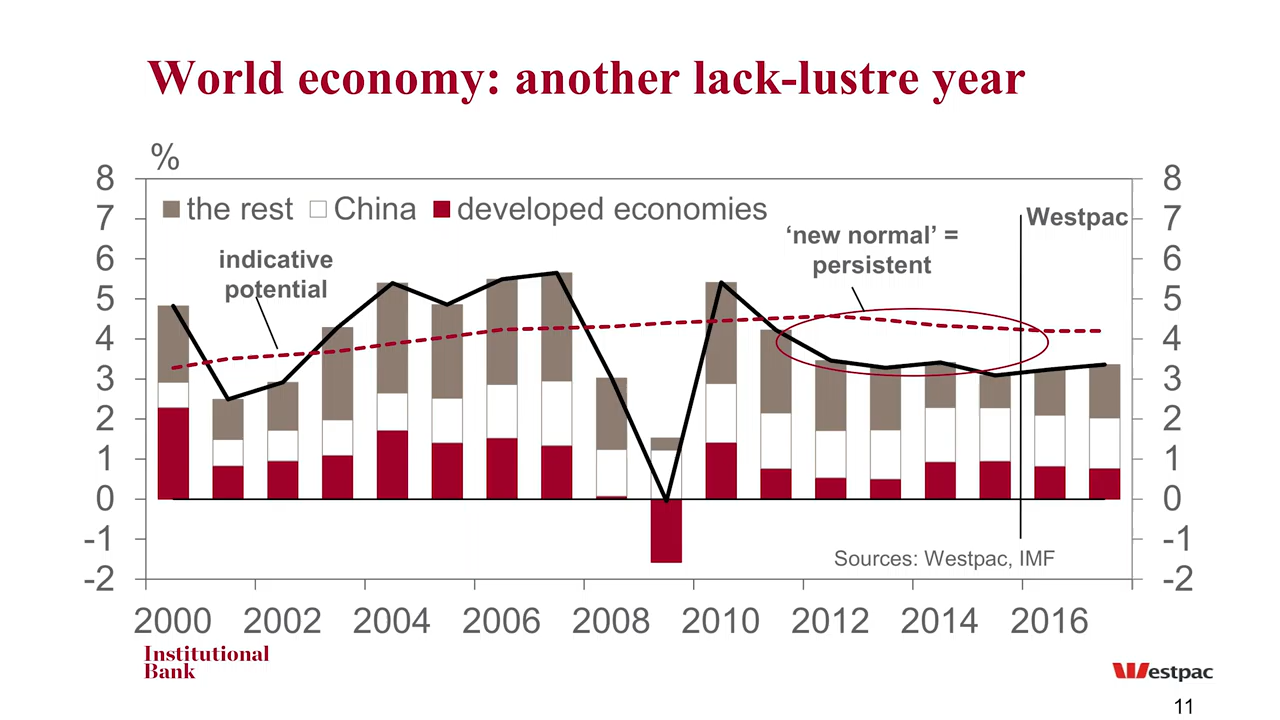 World economy: another lack-lustre year
%
the rest China developed economies
Westpac
‘new normal’ =
persistent
indicative
potential
8 8
7 7
6 6
5 5
4 4
3 3
2 2
1 1
0 0
-1 -1
-2 -2
Sources: Westpac, IMF
2000 2002 2004 2006 2008 2010 2012 2014 2016
Institutional
Bank
Westpac
11